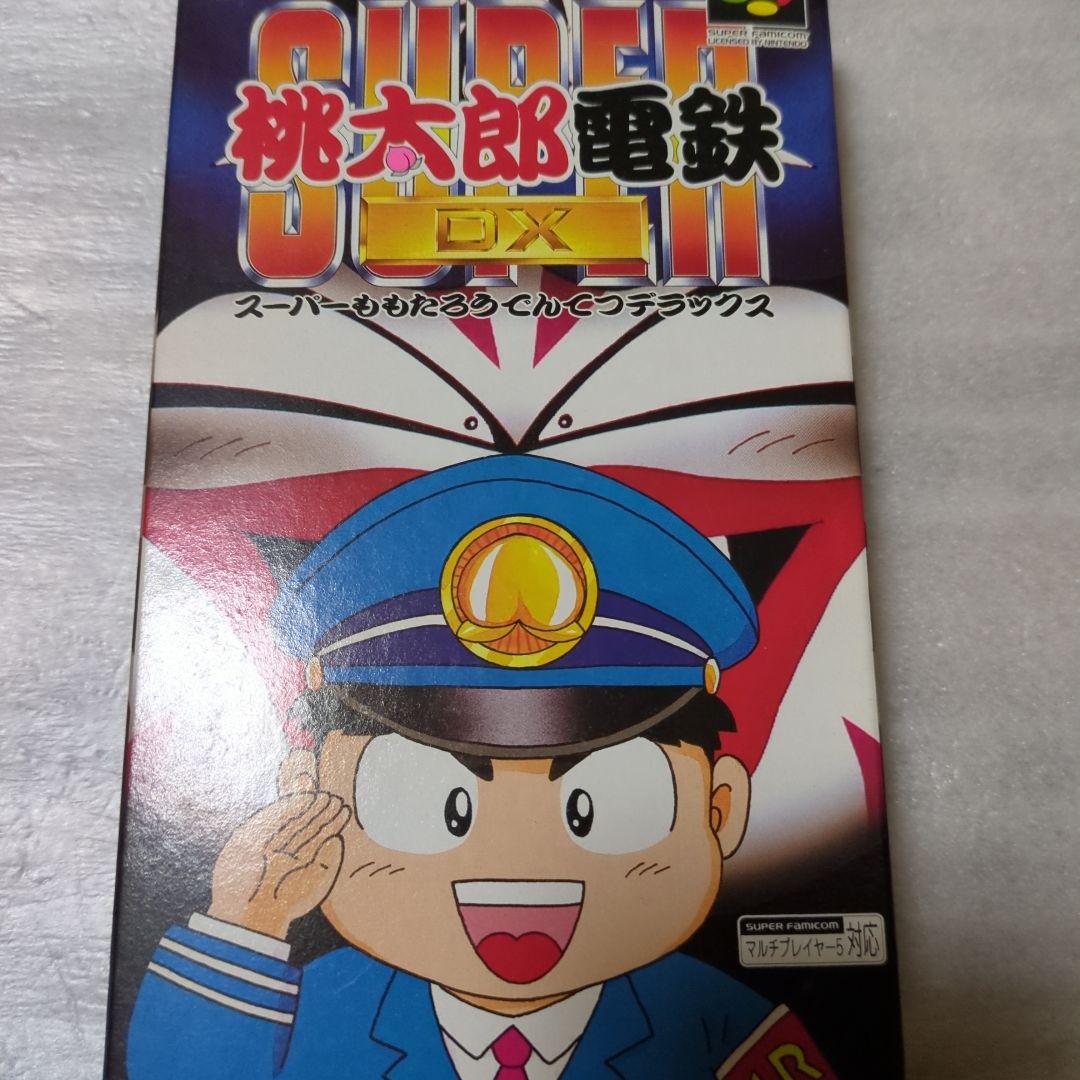 SUPER FAMICOM
LICENSED BY NINTENDO
SUPER
桃太郎電鉄
DX
スーパーももたろうでんてつデラックス
SUPER FAMICOM
マルチプレイヤー5 対応